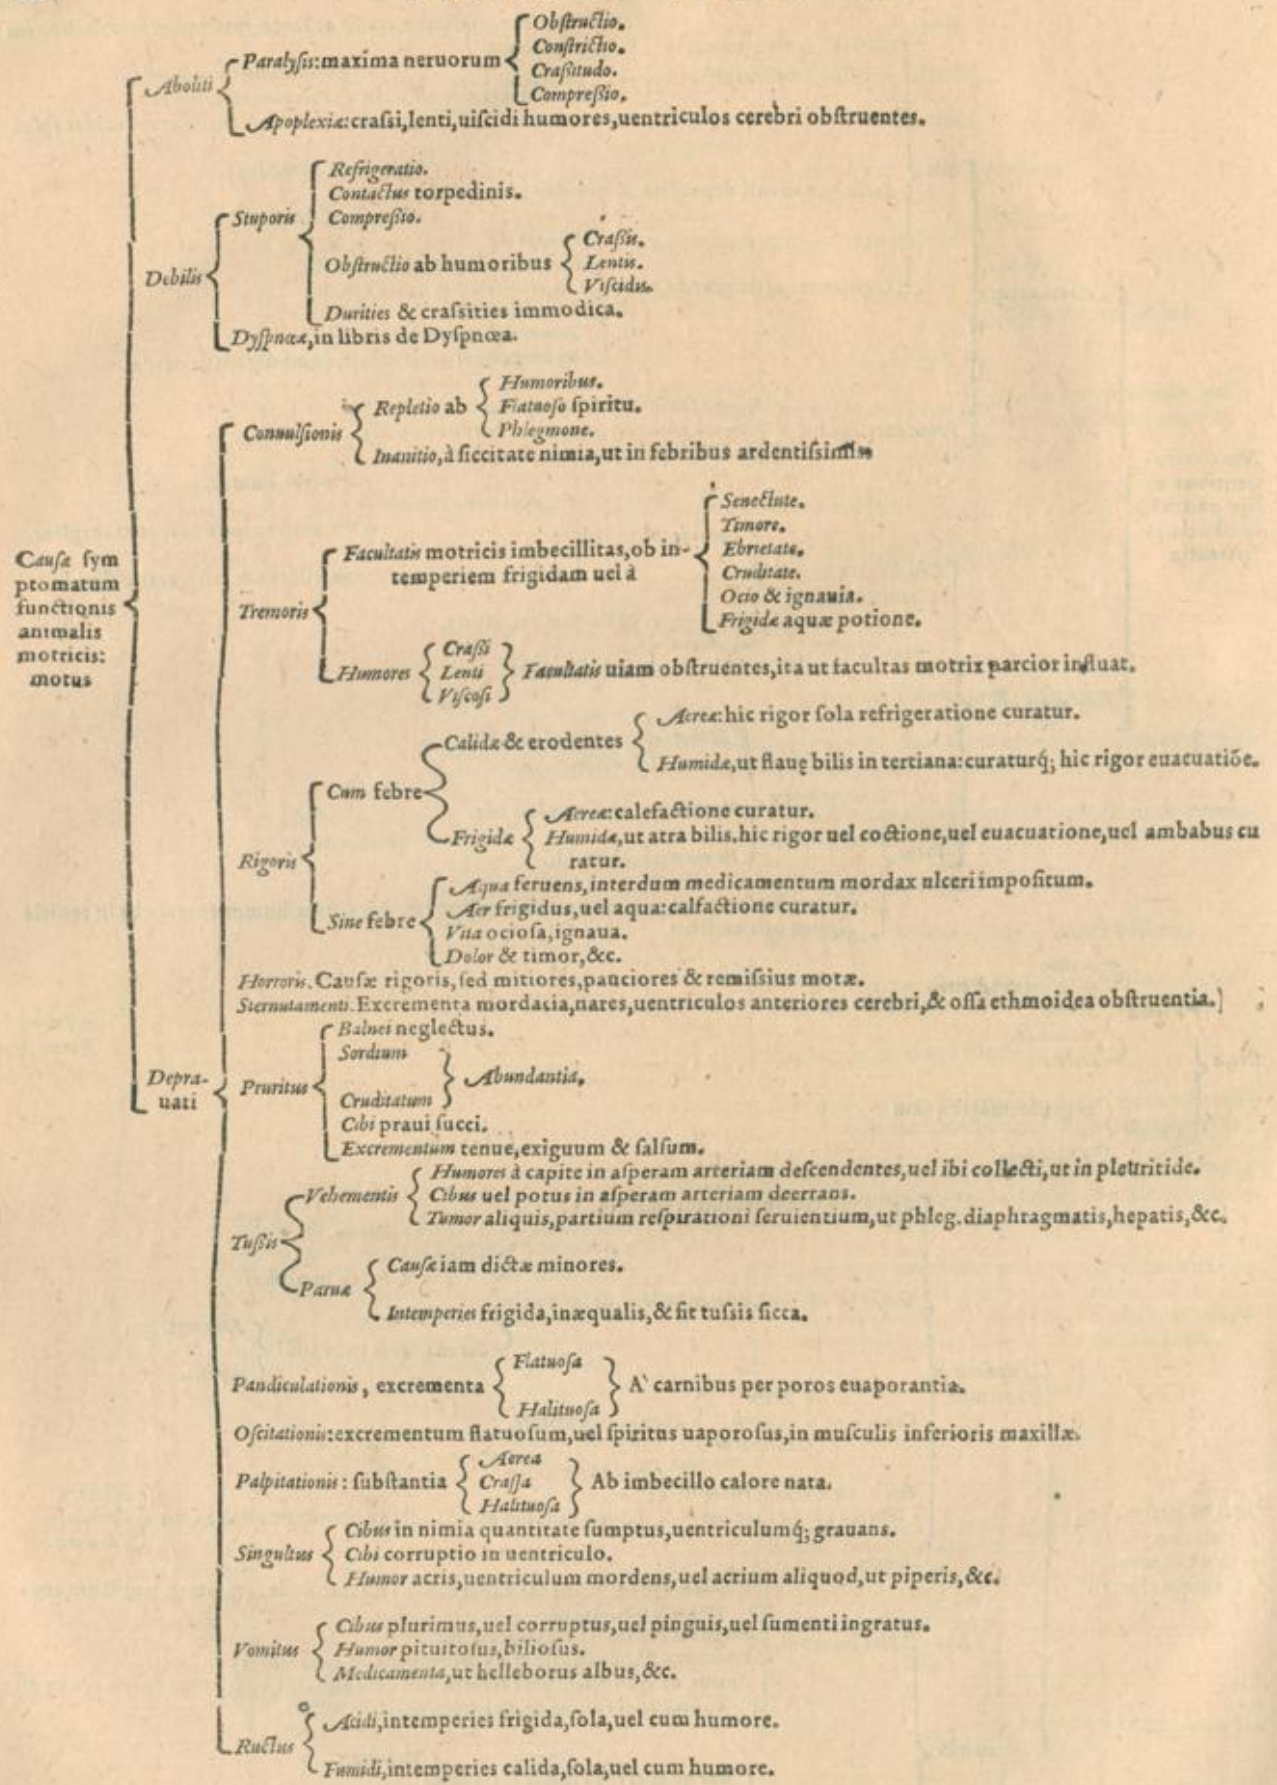 Obſtructio.
Conſtrictio.
Paralyſis: maxima neruorum
Craſsitudo.
Aboliti
Compreſsio.
Apoplexiæ: craſsi, lenti, uiſcidi humores, uentriculos cerebri obſtruentes.
Refrigeratio.
Contactus torpedinis.
Stuporis
Compreſsio.
Craſsis.
Obſtructio ab humoribus
Lentis.
Debilis
Viſcidis.
Durities & craſsities immodica.
Dyſpnœæ, in libris de Dyſpnœa.
Humoribus.
Repletio ab
Flatuoſo ſpiritu.
Conuulſionis
Phlegmone.
Inanitio, à ſiccitate nimia, ut in febribus ardentiſsimis
Senectute.
Timore.
Facultatis motricis imbecillitas, ob in-
Ebrietate.
temperiem frigidam uel à
Cruditate.
Ocio & ignauia.
Tremoris
Frigidæ aquæ potione.
Cauſæ ſym
ptomatum
functionis
animalis
motricis:
motus
Craſsi
Humores
Lenti
Facultatis uiam obſtruentes, ita ut facultas motrix parcior influat.
Viſcoſi
Aereæ: hic rigor ſola refrigeratione curatur.
Calidæ & erodentes
Humidæ, ut flauę bilis in tertiana: curaturq́; hic rigor euacuatiõe.
Cum febre
Aereæ: calefactione curatur.
Frigidæ
Humidæ, ut atra bilis. hic rigor uel coctione, uel euacuatione, uel ambabus cu
ratur.
Rigoris
Aqua feruens, interdum medicamentum mordax ulceri impoſitum.
Aer frigidus, uel aqua: calfactione curatur.
Sine febre
Vita ocioſa, ignaua.
Dolor & timor, &c.
Horroris. Cauſæ rigoris, ſed mitiores, pauciores & remiſsius motæ.
Sternutamenti. Excrementa mordatia, nares, uentriculos anteriores cerebri, & oſſa ethmoidea obſtruentia.)
Balnei neglectus.
Sordium
Abundantia.
Depra-
uati
Pruritus
Cruditatum
Cibi praui ſucci.
Excrementum tenue, exiguum & ſalſum.
Humores à capite in aſperam arteriam deſcendentes, uel ibi collecti, ut in pleuritide.
Vehementis
Cibus uel potus in aſperam arteriam deerrans.
Tumor aliquis, partium reſpirationi ſeruientium, ut phleg. diaphragmatis, hepatis, &c.
Tuſsis
Cauſæ iam dictæ minores.
Paruæ
Intemperies frigida, inæqualis, & fit tuſsis ſicca.
Flatuoſa
Pandiculationis, excrementa
A' carnibus per poros euaporantia.
Halituoſa
Oſcitationis: excrementum flatuoſum, uel ſpiritus uaporoſus, in muſculis inferioris maxillæ.
Aerea
Palpitationis: ſubſtantia
Craſſa
Ab imbecillo calore nata.
Halituoſa
Cibus in nimia quantitate ſumptus, uentriculumq́; grauans.
Singultus
Cibi corruptio in uentriculo.
Humor acris, uentriculum mordens, uel acrium aliquod, ut piperis, &c.
Cibus plurimus, uel corruptus, uel pinguis, uel ſumenti ingratus.
Vomitus
Humor pituitoſus, bilioſus.
Medicamenta, ut helleborus albus, &c.
Acidi, intemperies frigida, ſola, uel cum humore.
Ructus
Fumidi, intemperies calida, ſola, uel cum humore.